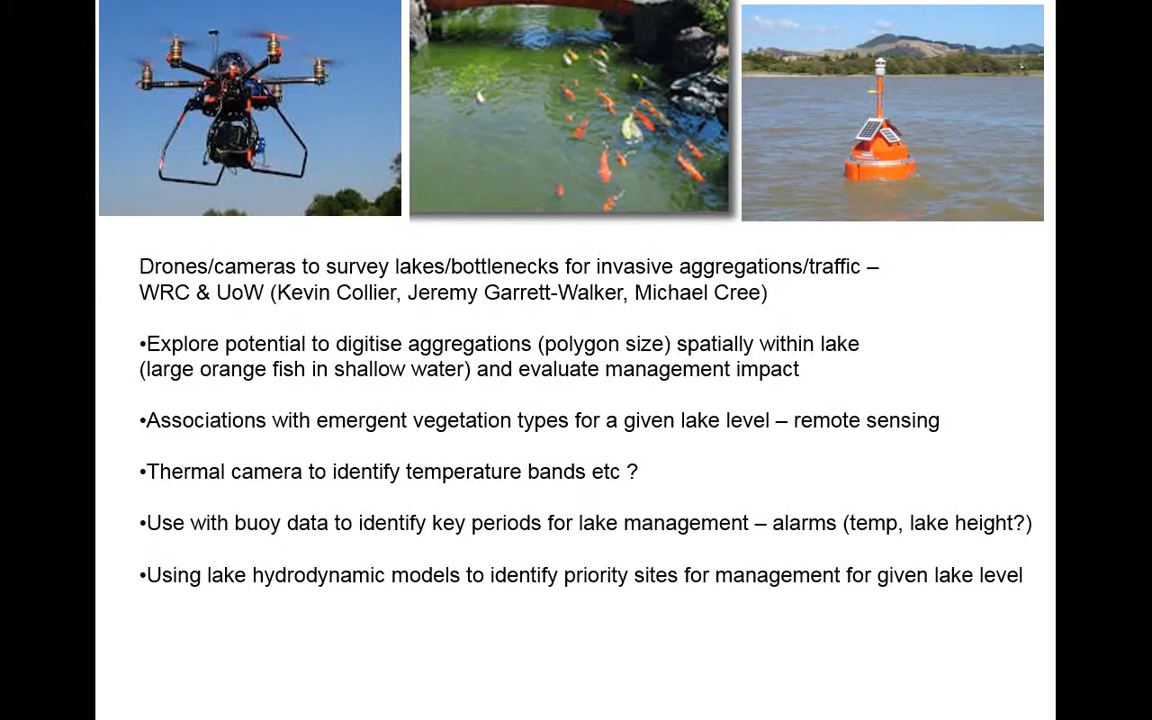 Drones/cameras to survey lakes/bottlenecks for invasive aggregations/traffic –
WRC & UoW (Kevin Collier, Jeremy Garrett-Walker, Michael Cree)
•Explore potential to digitise aggregations (polygon size) spatially within lake
(large orange fish in shallow water) and evaluate management impact
•Associations with emergent vegetation types for a given lake level – remote sensing
•Thermal camera to identify temperature bands etc ?
•Use with buoy data to identify key periods for lake management – alarms (temp, lake height?)
•Using lake hydrodynamic models to identify priority sites for management for given lake level